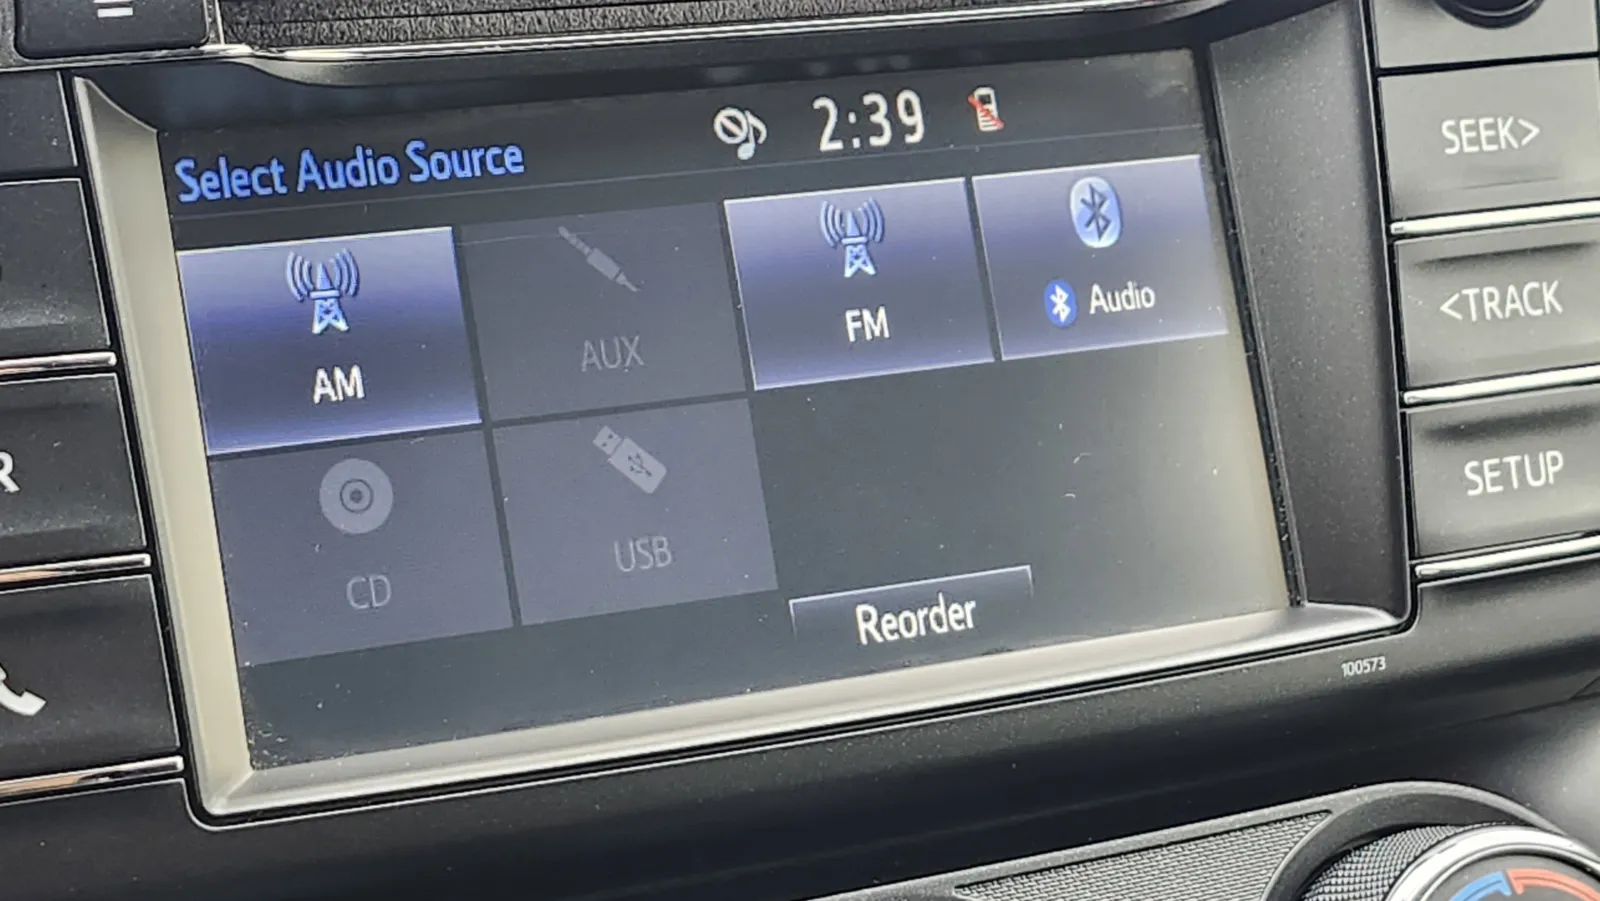 2:39
Select Audio Source
AM
AUX
FM
Audio
CD
USB
Reorder
SEEK>
<TRACK
SETUP
100573
R